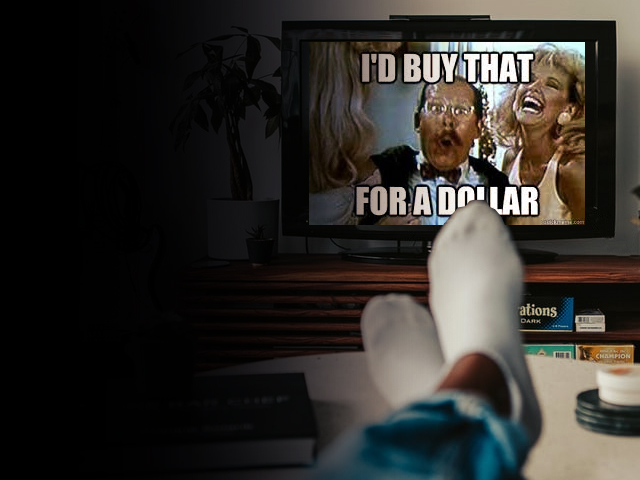 I'D BUY THAT
FOR A DOLLAR
ations
DARK
CHAMPION